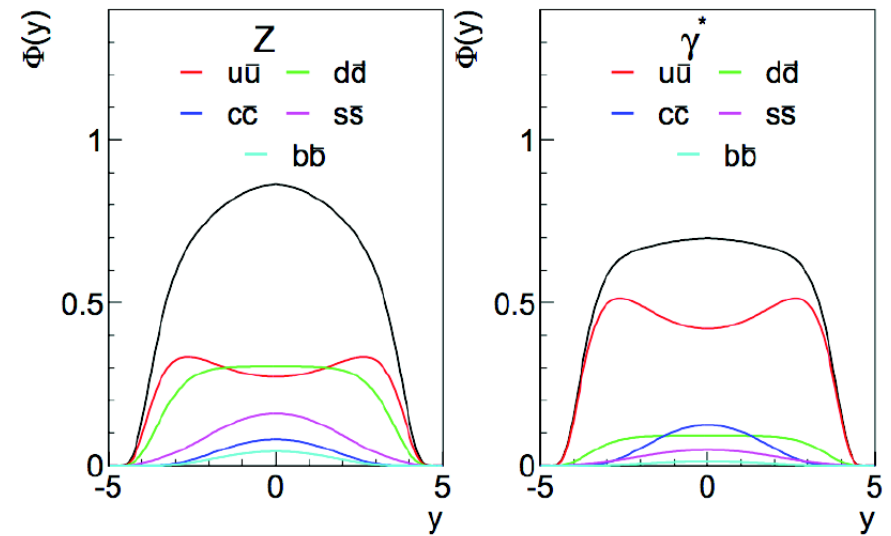 Φ(y)
Z
uū dd̄
cc̄ ss̄
bb̄
1
0.5
0
-5 0 5
y
Φ(y)
γ*
uū dd̄
cc̄ ss̄
bb̄
1
0.5
0
-5 0 5
y